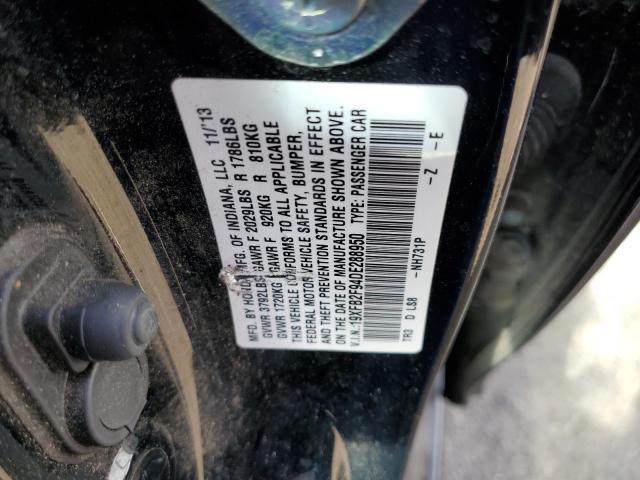 MFD. BY HONDA MFG. OF INDIANA, LLC 11/'13
GVWR 3792LBS GAWR F 2029LBS R 1786LBS
GVWR 1720KG GAWR F 920KG R 810KG
THIS VEHICLE CONFORMS TO ALL APPLICABLE
FEDERAL MOTOR VEHICLE SAFETY, BUMPER,
AND THEFT PREVENTION STANDARDS IN EFFECT
ON THE DATE OF MANUFACTURE SHOWN ABOVE.
V.I.N.:19XFB2F94DE288950 TYPE: PASSENGER CAR
TR3 D LS8 -NH731P -Z -E